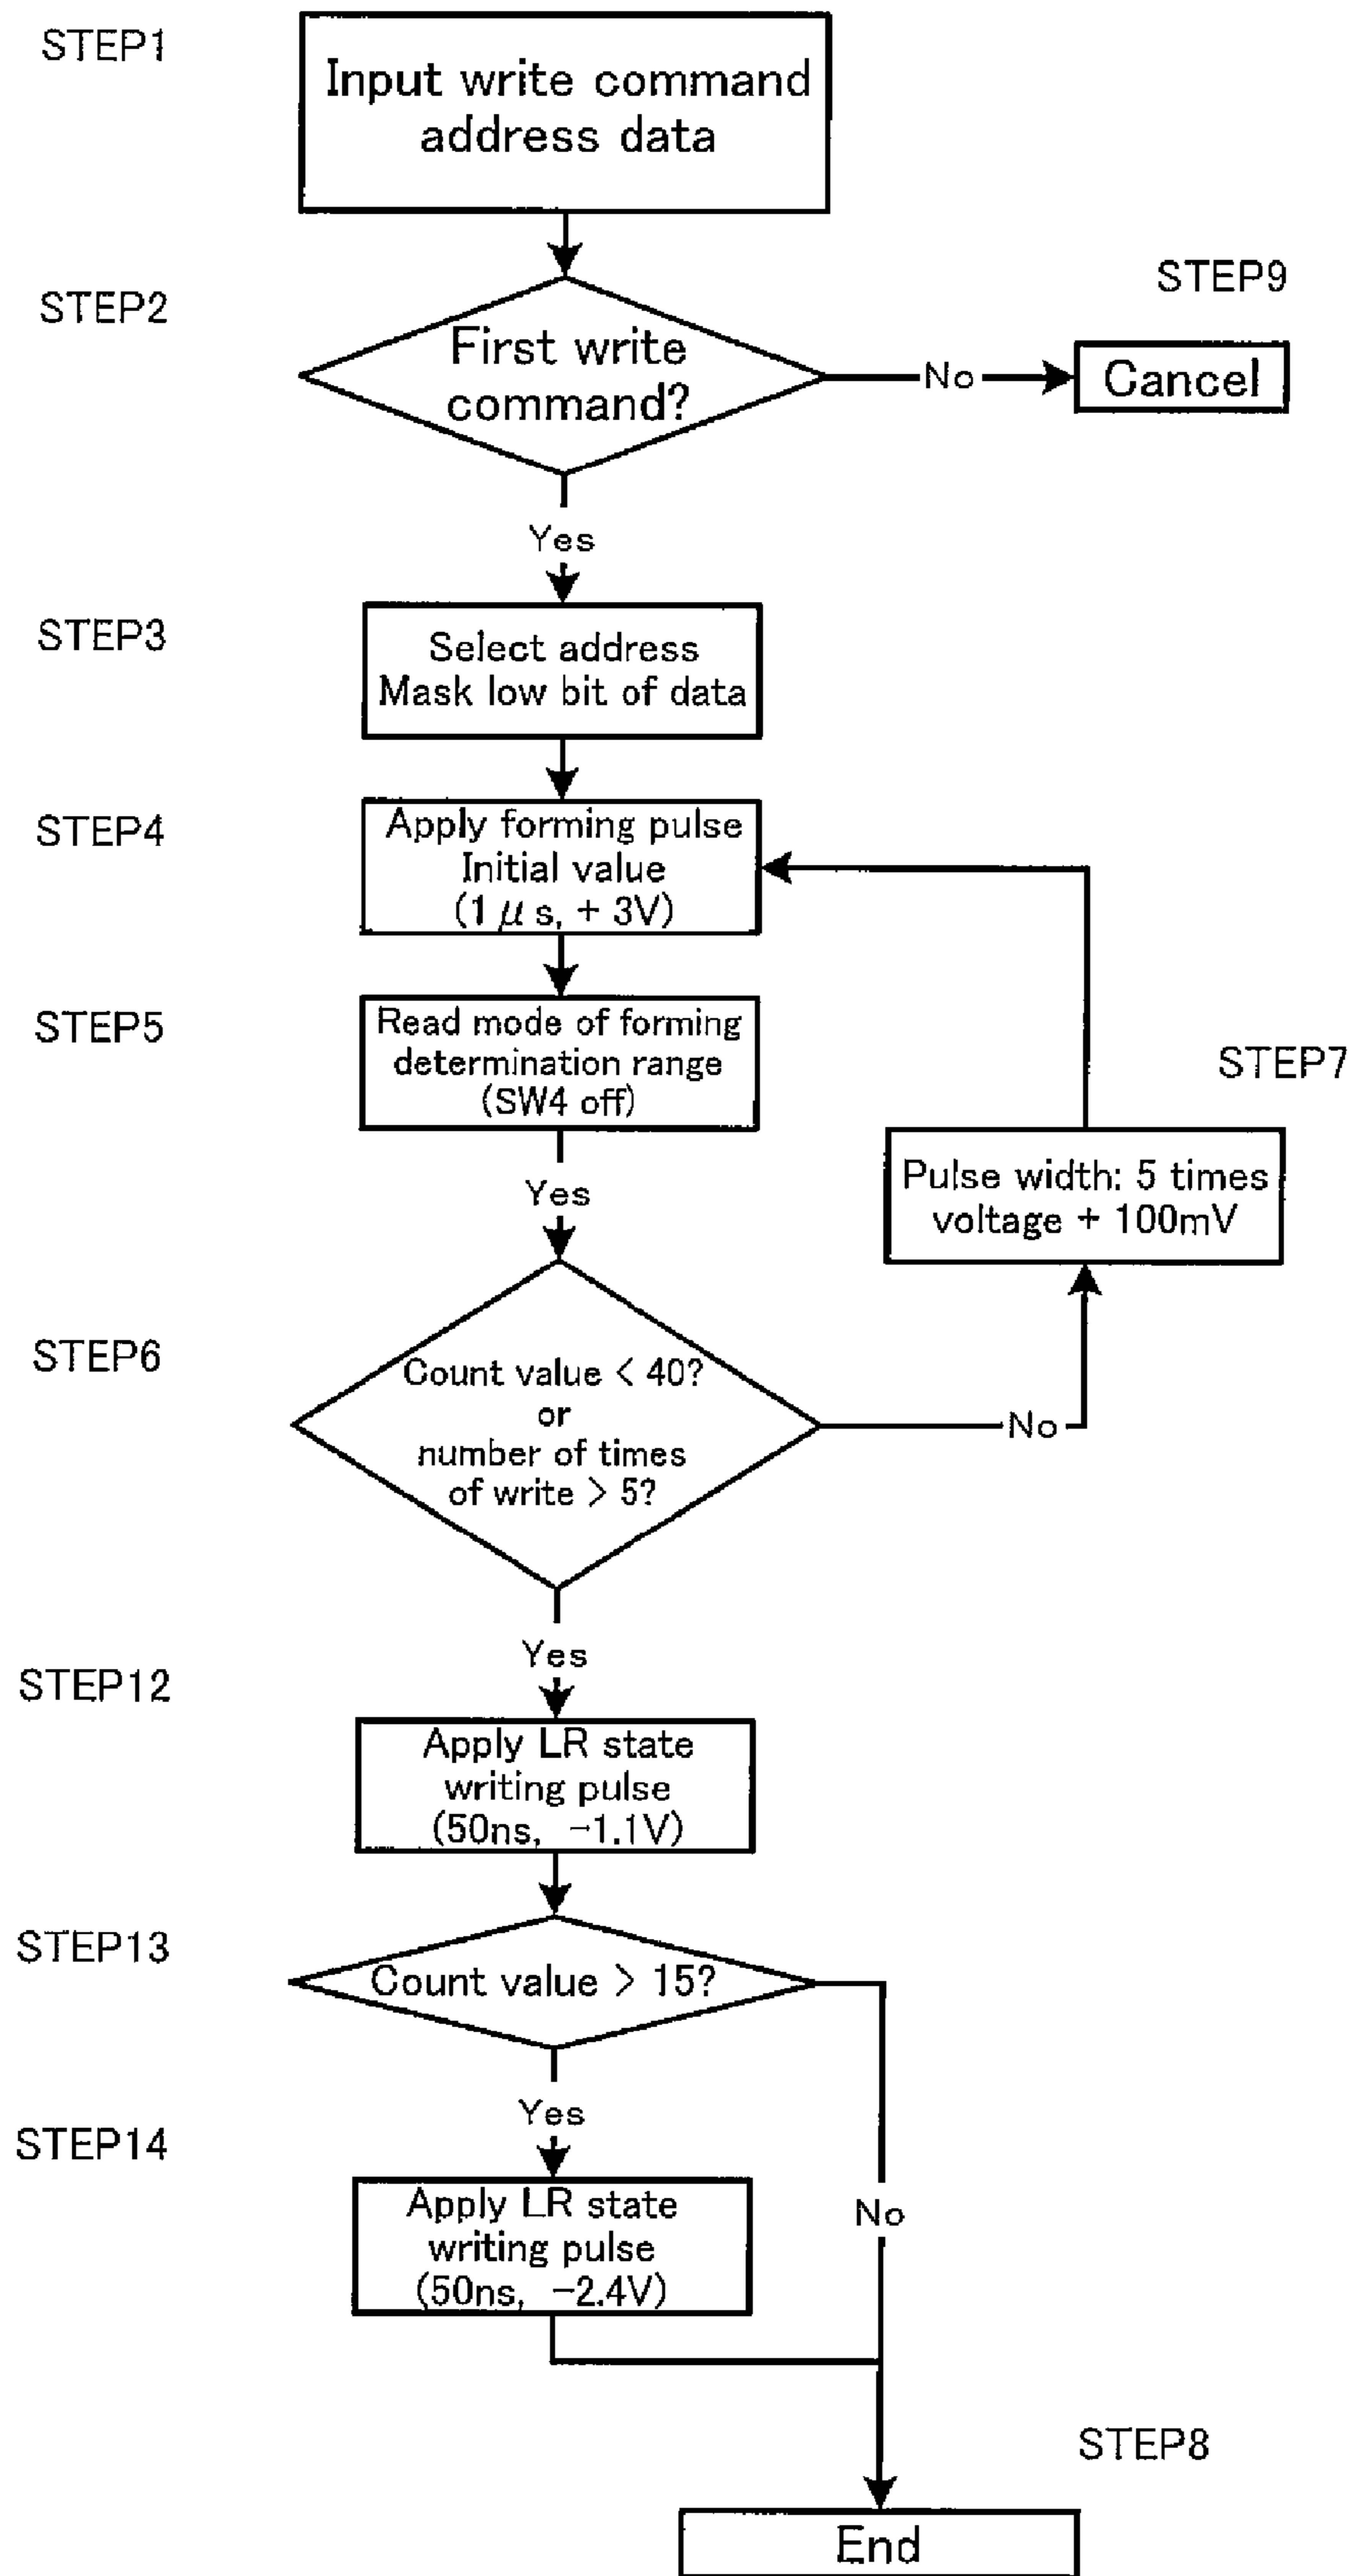 STEP1
Input write command
address data
STEP2
First write
command?
No
STEP9
Cancel
Yes
STEP3
Select address
Mask low bit of data
STEP4
Apply forming pulse
Initial value
(1 μs, + 3V)
STEP5
Read mode of forming
determination range
(SW4 off)
STEP7
Pulse width: 5 times
voltage + 100mV
Yes
STEP6
Count value < 40?
or
number of times
of write > 5?
No
Yes
STEP12
Apply LR state
writing pulse
(50ns, −1.1V)
STEP13
Count value > 15?
Yes
No
STEP14
Apply LR state
writing pulse
(50ns, −2.4V)
STEP8
End